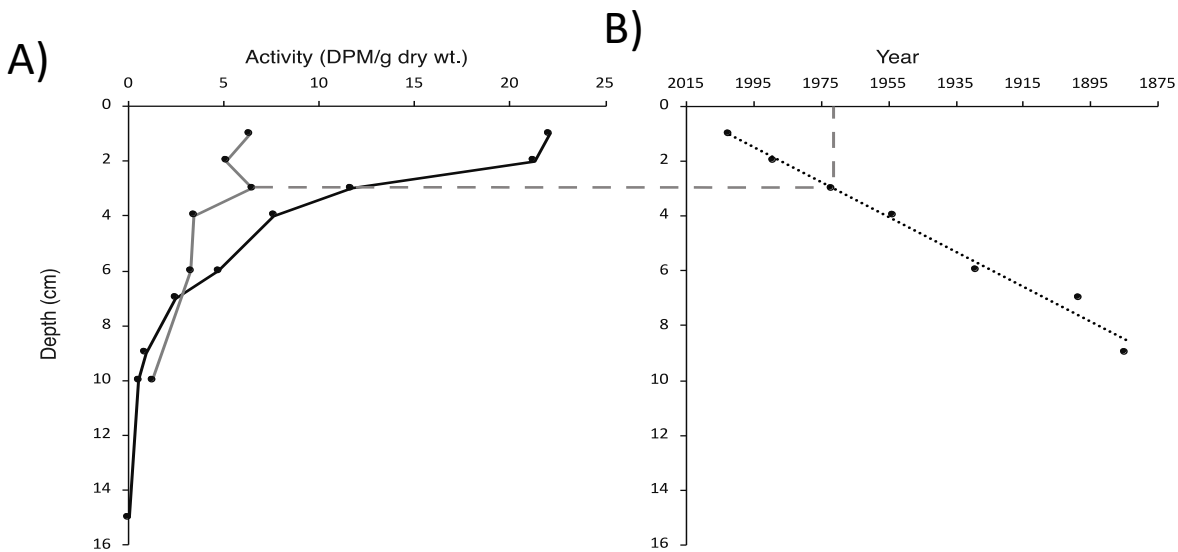 A)
B)
Activity (DPM/g dry wt.)
Year
0 5 10 15 20 25
2015 1995 1975 1955 1935 1915 1895 1875
0 0
2 2
4 4
6 6
8 8
10 10
12 12
14 14
16 16
Depth (cm)